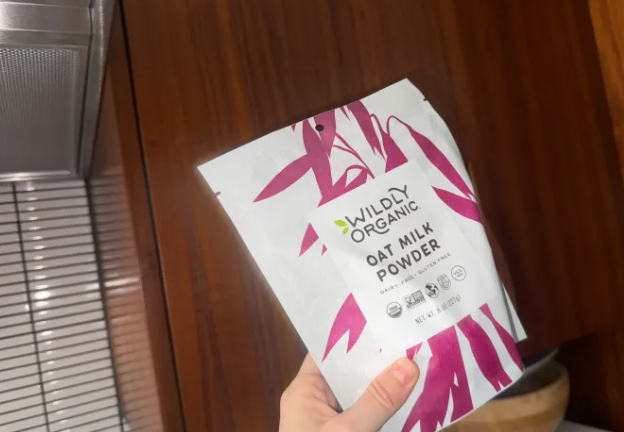 WILDLY
ORGANIC
OAT MILK
POWDER
DAIRY-FREE • GLUTEN-FREE
NET WT. 8 OZ (227g)